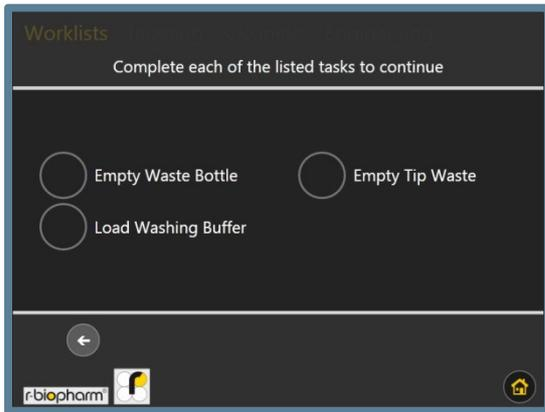 Worklists
Complete each of the listed tasks to continue
Empty Waste Bottle
Empty Tip Waste
Load Washing Buffer
r-biopharm®